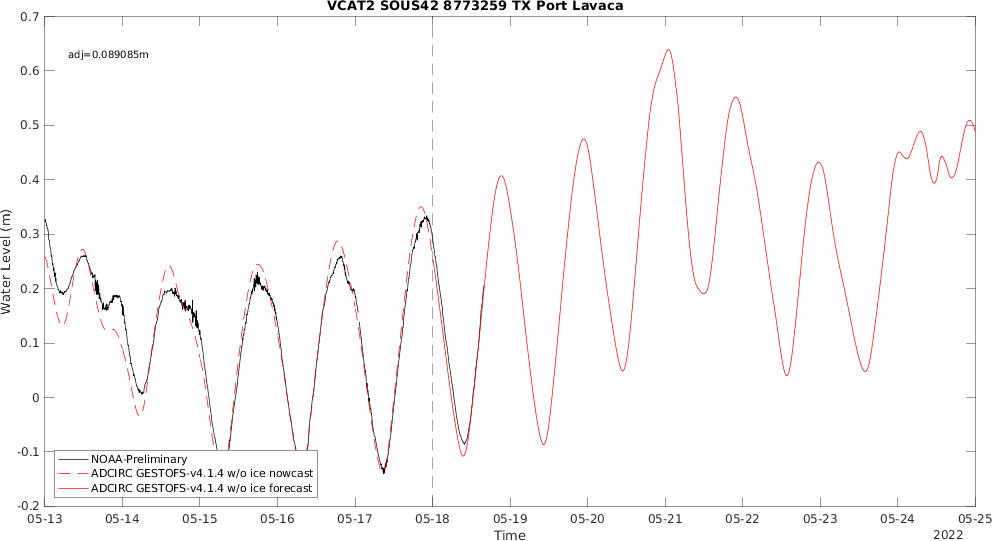 VCAT2 SOUS42 8773259 TX Port Lavaca
0.7
adj=0.089085m
0.6
0.5
0.4
0.3
0.2
0.1
0
-0.1
-0.2
Water Level (m)
NOAA-Preliminary
ADCIRC GESTOFS-v4.1.4 w/o ice nowcast
ADCIRC GESTOFS-v4.1.4 w/o ice forecast
05-13 05-14 05-15 05-16 05-17 05-18 05-19 05-20 05-21 05-22 05-23 05-24 05-25
Time
2022